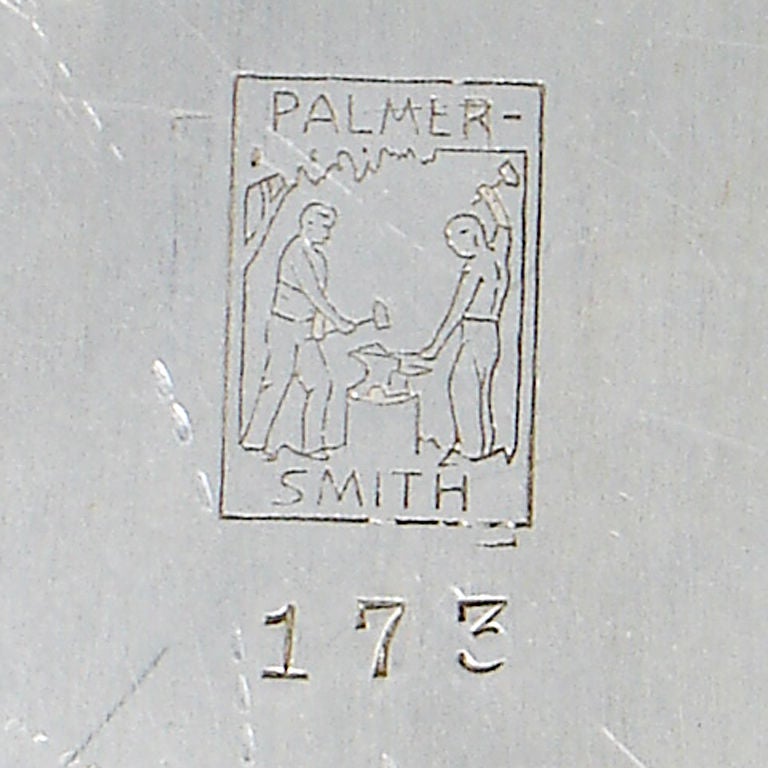 PALMER-
SMITH
173